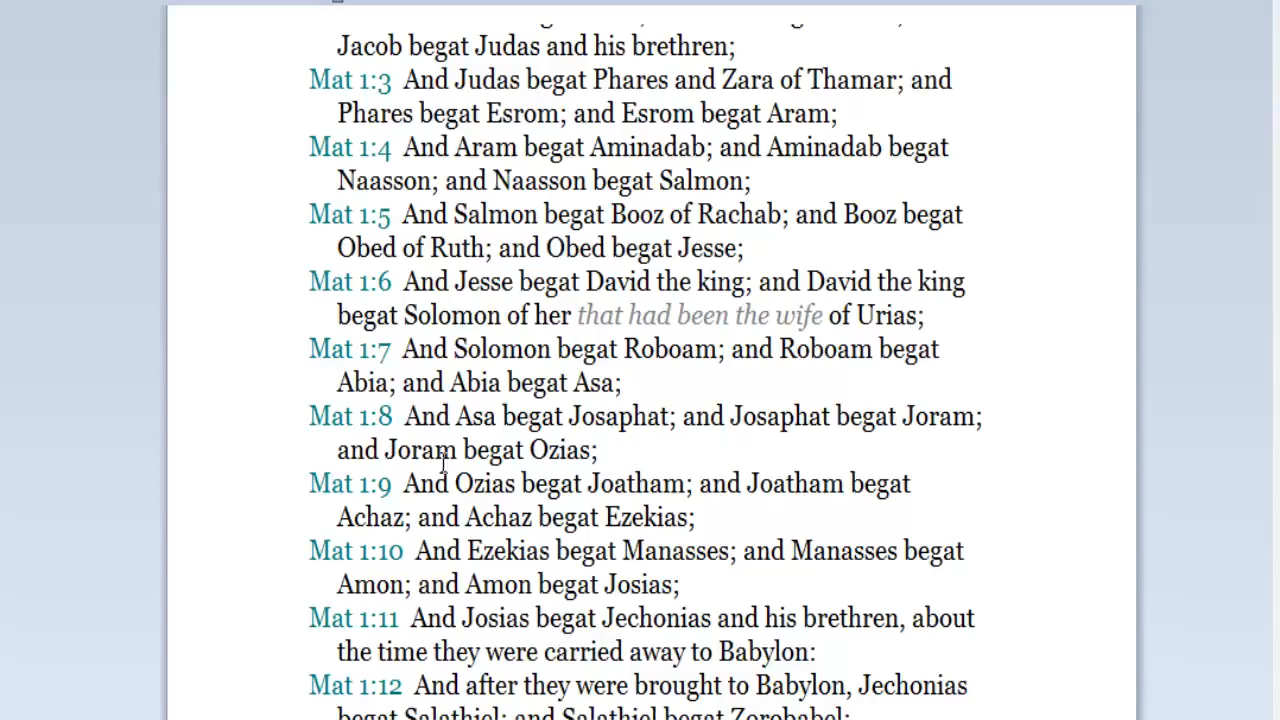 Jacob begat Judas and his brethren;
Mat 1:3 And Judas begat Phares and Zara of Thamar; and
Phares begat Esrom; and Esrom begat Aram;
Mat 1:4 And Aram begat Aminadab; and Aminadab begat
Naasson; and Naasson begat Salmon;
Mat 1:5 And Salmon begat Booz of Rachab; and Booz begat
Obed of Ruth; and Obed begat Jesse;
Mat 1:6 And Jesse begat David the king; and David the king
begat Solomon of her that had been the wife of Urias;
Mat 1:7 And Solomon begat Roboam; and Roboam begat
Abia; and Abia begat Asa;
Mat 1:8 And Asa begat Josaphat; and Josaphat begat Joram;
and Joram begat Ozias;
Mat 1:9 And Ozias begat Joatham; and Joatham begat
Achaz; and Achaz begat Ezekias;
Mat 1:10 And Ezekias begat Manasses; and Manasses begat
Amon; and Amon begat Josias;
Mat 1:11 And Josias begat Jechonias and his brethren, about
the time they were carried away to Babylon:
Mat 1:12 And after they were brought to Babylon, Jechonias
begat Salathiel; and Salathiel begat Zorobabel;